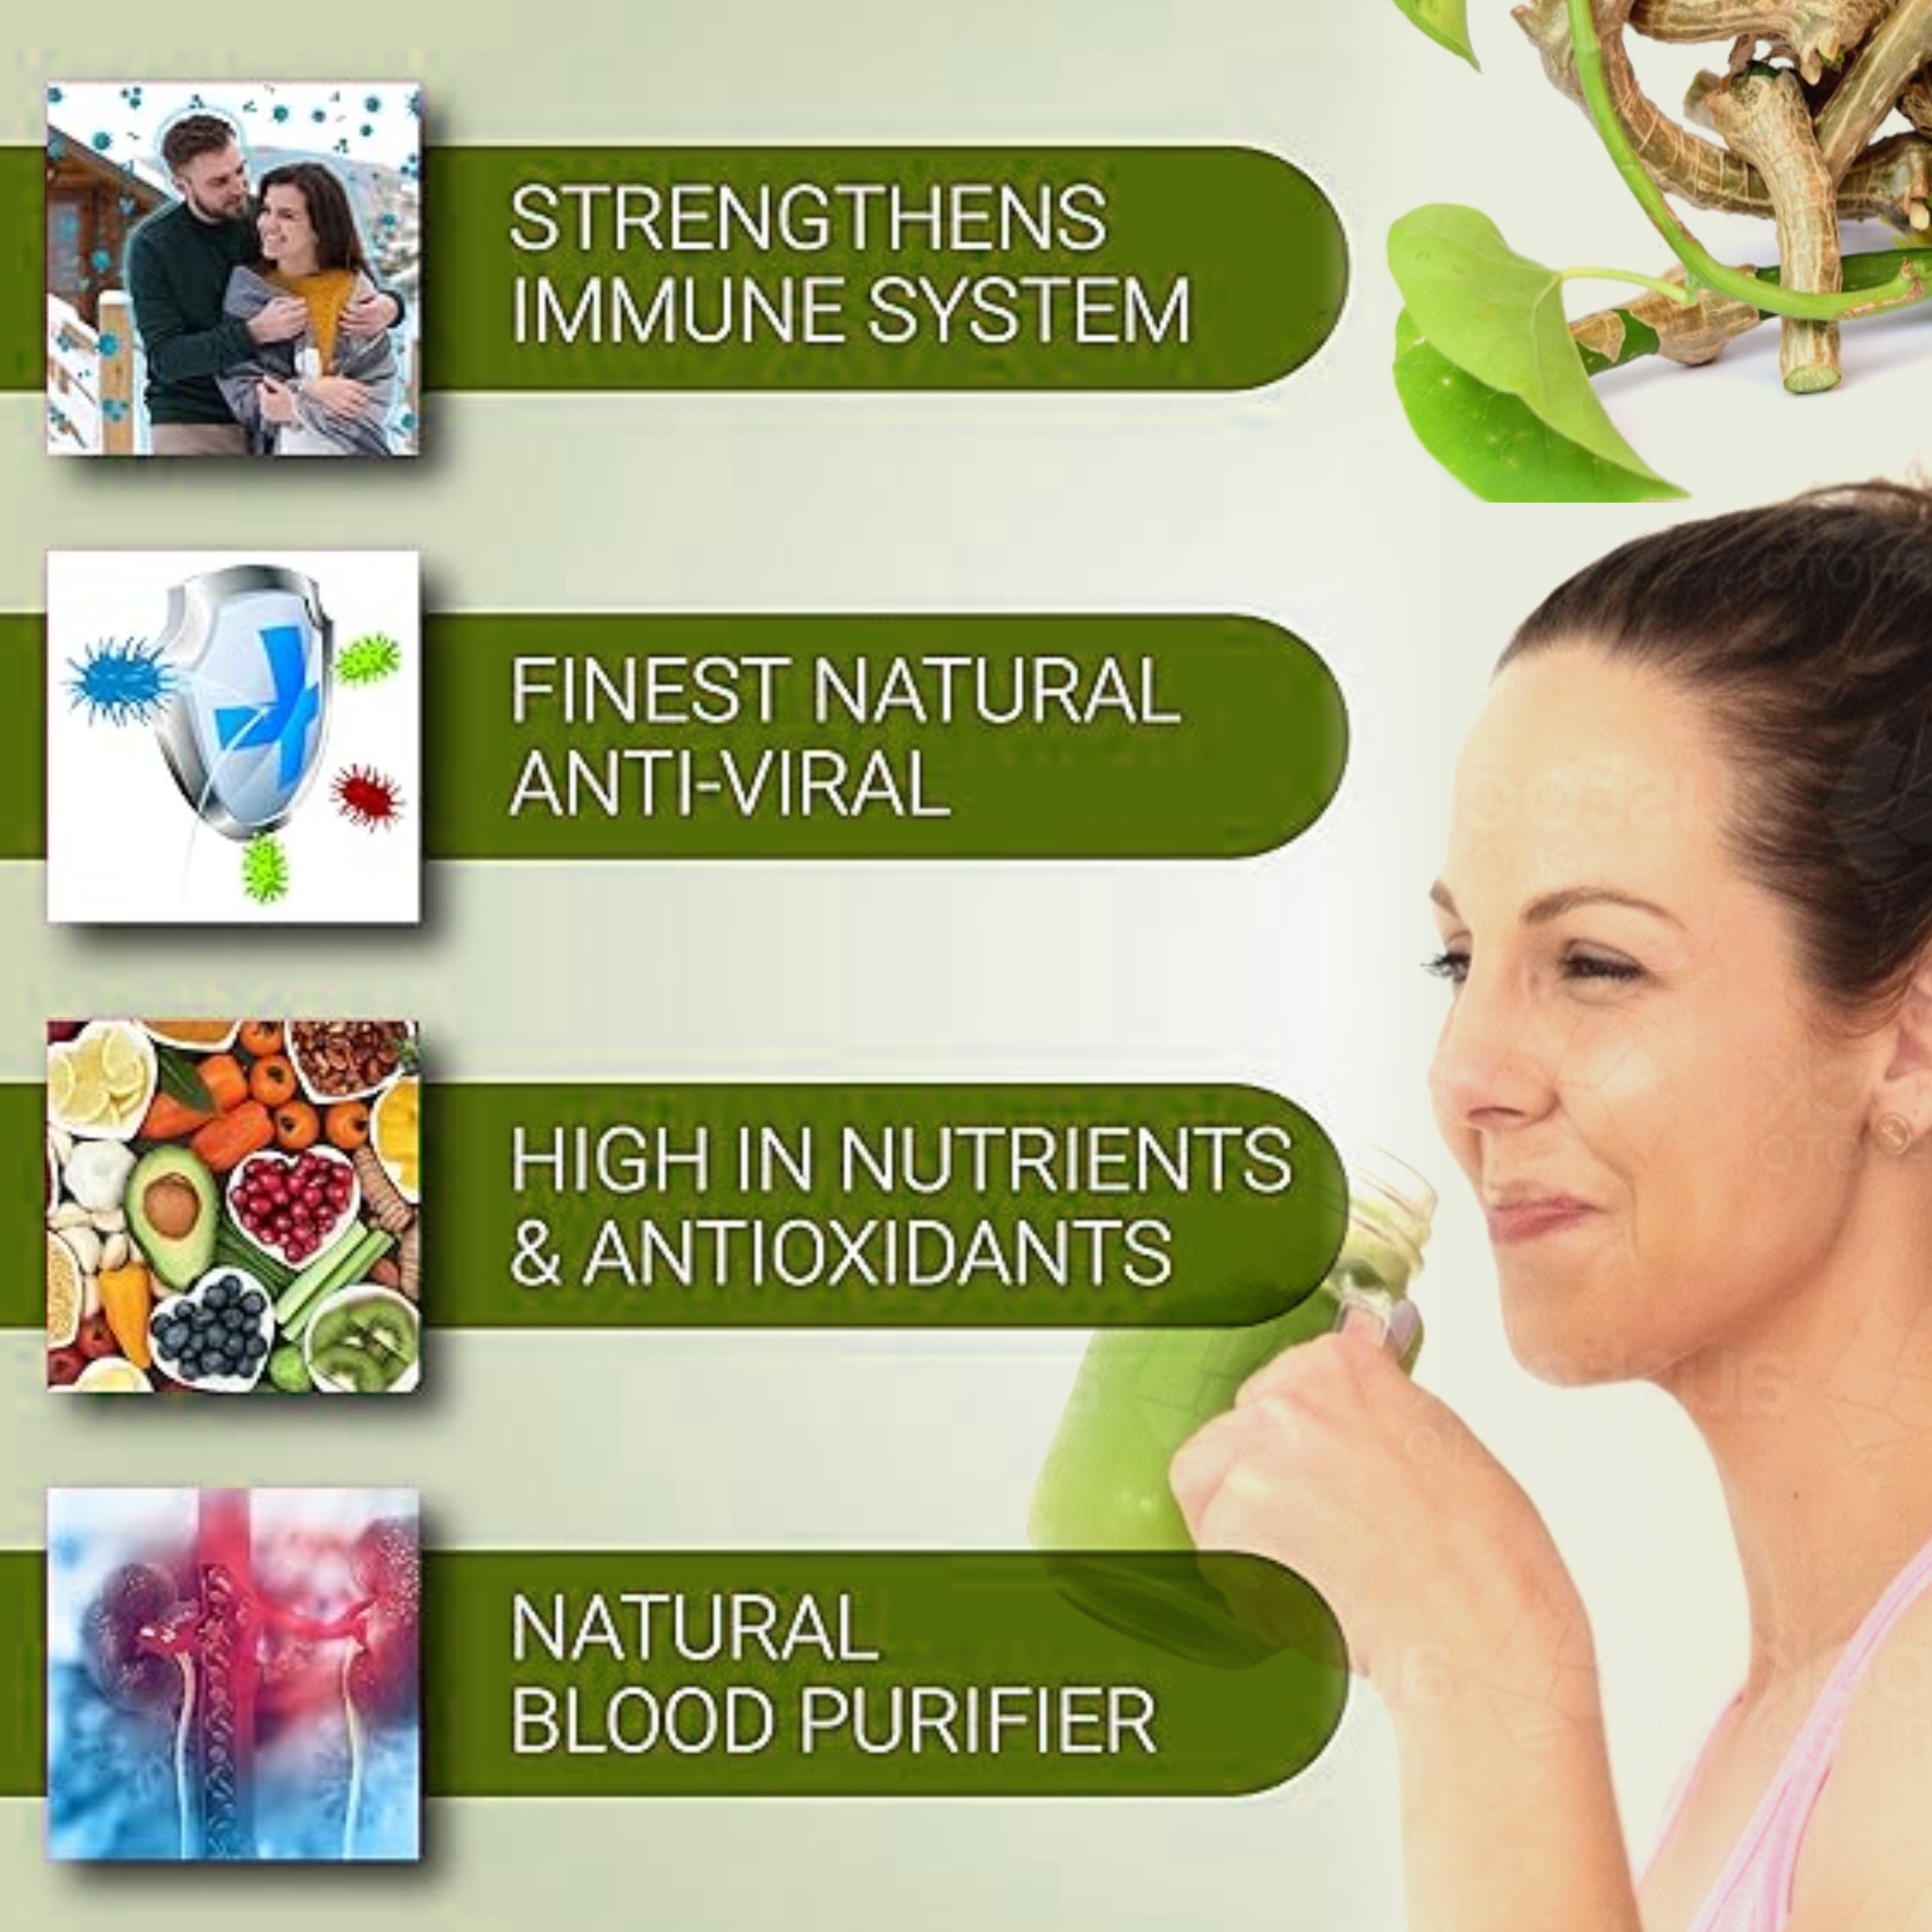 STRENGTHENS
IMMUNE SYSTEM
FINEST NATURAL
ANTI-VIRAL
HIGH IN NUTRIENTS
& ANTIOXIDANTS
NATURAL
BLOOD PURIFIER